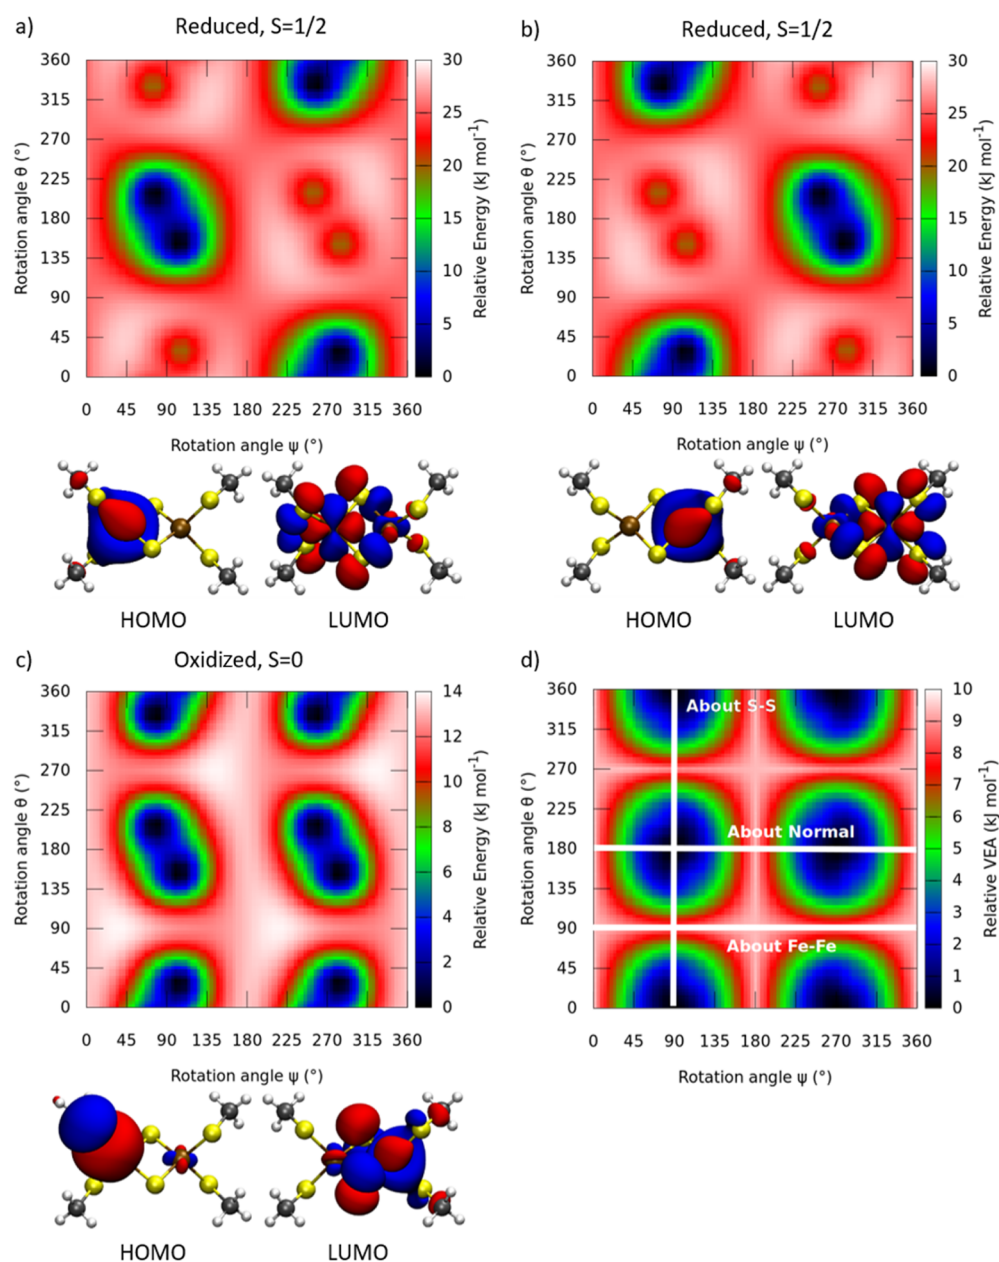 a)
Reduced, S=1/2
360
315
270
225
180
135
90
45
0
Rotation angle θ (°)
0 45 90 135 180 225 270 315 360
Rotation angle ψ (°)
30
25
20
15
10
5
0
Relative Energy (kJ mol⁻¹)
HOMO LUMO
b)
Reduced, S=1/2
360
315
270
225
180
135
90
45
0
Rotation angle θ (°)
0 45 90 135 180 225 270 315 360
Rotation angle ψ (°)
30
25
20
15
10
5
0
Relative Energy (kJ mol⁻¹)
HOMO LUMO
c)
Oxidized, S=0
360
315
270
225
180
135
90
45
0
Rotation angle θ (°)
0 45 90 135 180 225 270 315 360
Rotation angle ψ (°)
14
12
10
8
6
4
2
0
Relative Energy (kJ mol⁻¹)
HOMO LUMO
d)
360
315
270
225
180
135
90
45
0
Rotation angle θ (°)
About S-S
About Normal
About Fe-Fe
0 45 90 135 180 225 270 315 360
Rotation angle ψ (°)
10
9
8
7
6
5
4
3
2
1
0
Relative VEA (kJ mol⁻¹)